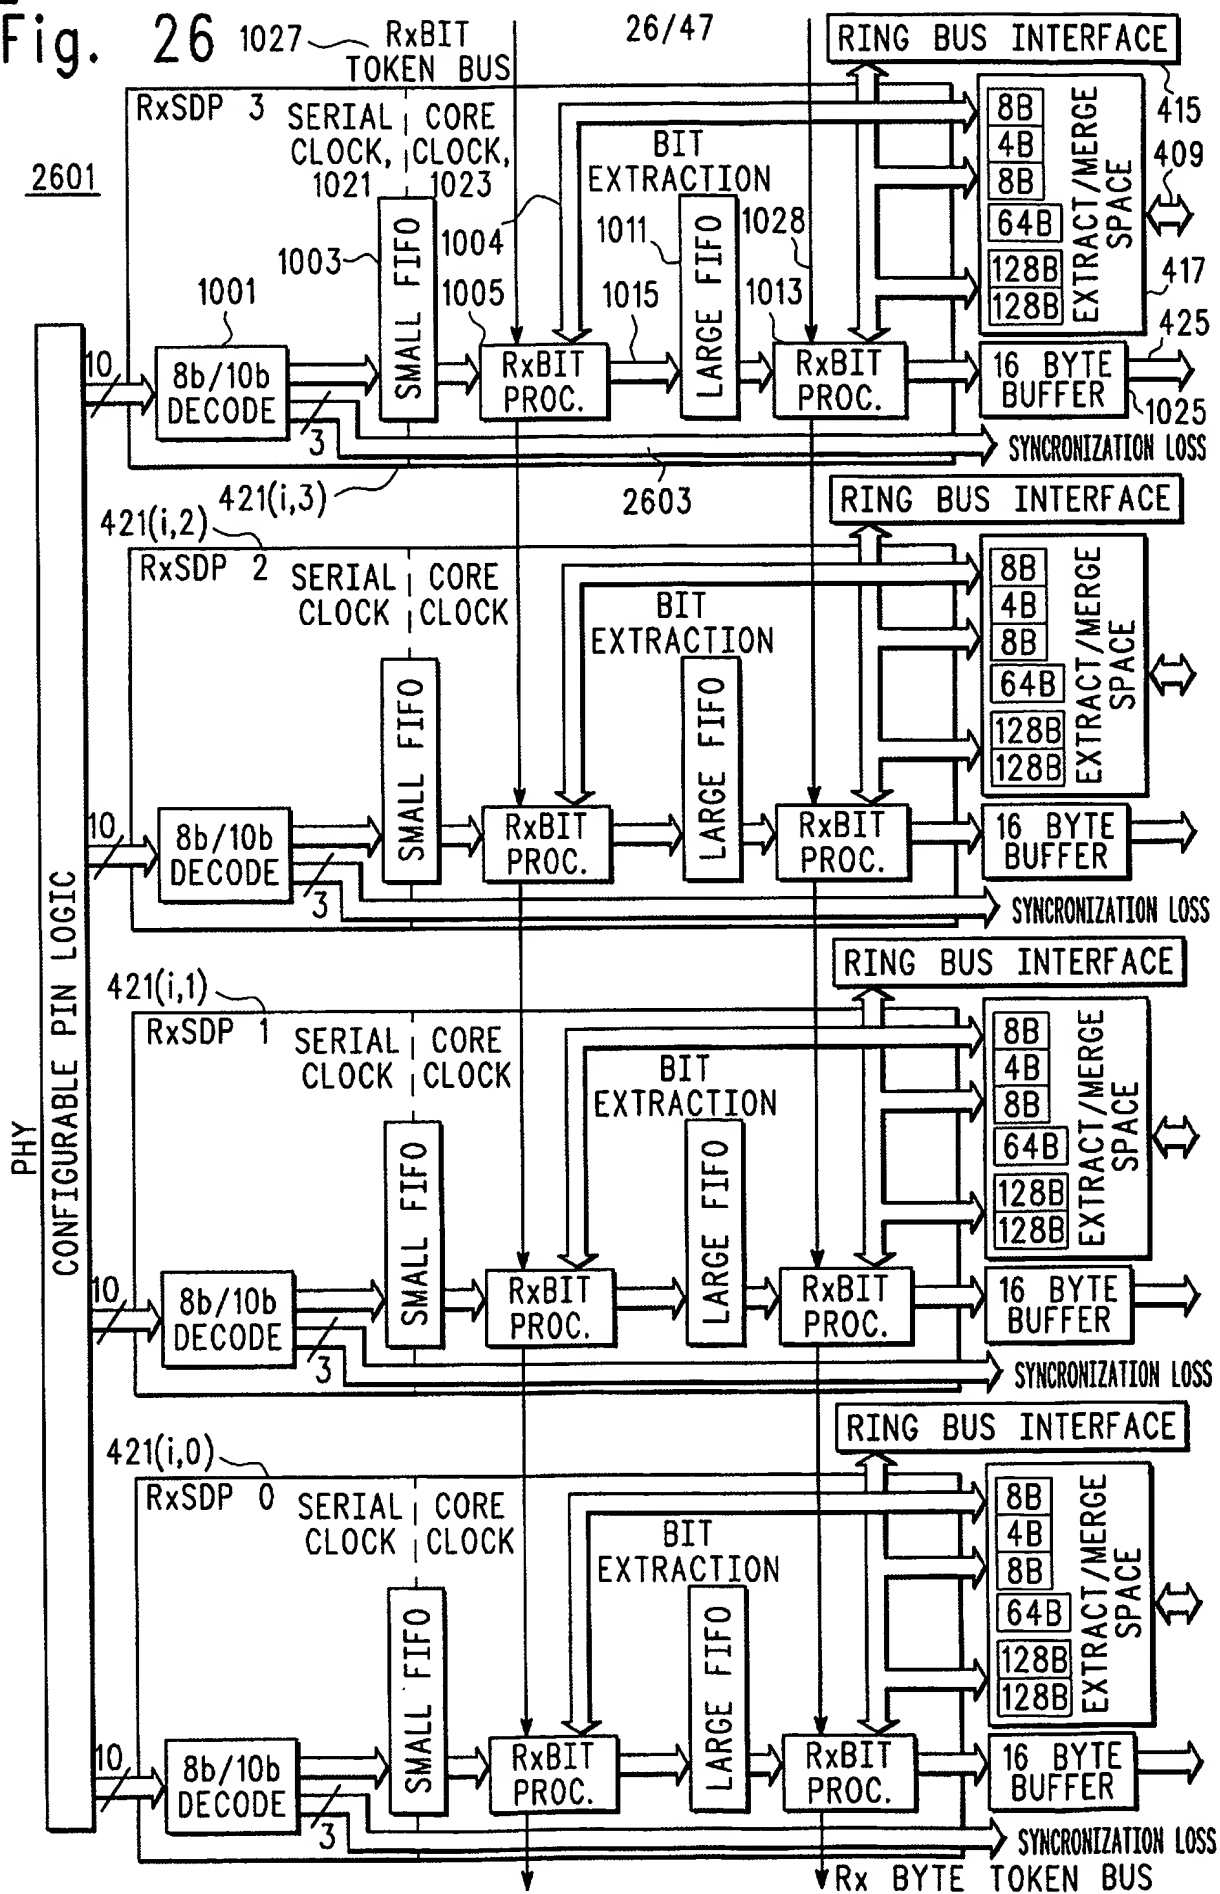 Fig. 26
1027
RxBIT
TOKEN BUS
26/47
RING BUS INTERFACE
415
RxSDP 3
SERIAL
CLOCK,
1021
CORE
CLOCK,
1023
2601
BIT
EXTRACTION
8B
4B
8B
64B
128B
128B
EXTRACT/MERGE
SPACE
409
417
1003
SMALL FIFO
1004
1005
1011
LARGE FIFO
1028
1013
1015
1001
10
8b/10b
DECODE
3
RxBIT
PROC.
RxBIT
PROC.
16 BYTE
BUFFER
425
1025
SYNCRONIZATION LOSS
421(i,3)
2603
PHY
CONFIGURABLE PIN LOGIC
421(i,2)
RING BUS INTERFACE
RxSDP 2
SERIAL
CLOCK
CORE
CLOCK
BIT
EXTRACTION
8B
4B
8B
64B
128B
128B
EXTRACT/MERGE
SPACE
SMALL FIFO
LARGE FIFO
10
8b/10b
DECODE
3
RxBIT
PROC.
RxBIT
PROC.
16 BYTE
BUFFER
SYNCRONIZATION LOSS
421(i,1)
RING BUS INTERFACE
RxSDP 1
SERIAL
CLOCK
CORE
CLOCK
BIT
EXTRACTION
8B
4B
8B
64B
128B
128B
EXTRACT/MERGE
SPACE
SMALL FIFO
LARGE FIFO
10
8b/10b
DECODE
3
RxBIT
PROC.
RxBIT
PROC.
16 BYTE
BUFFER
SYNCRONIZATION LOSS
421(i,0)
RING BUS INTERFACE
RxSDP 0
SERIAL
CLOCK
CORE
CLOCK
BIT
EXTRACTION
8B
4B
8B
64B
128B
128B
EXTRACT/MERGE
SPACE
SMALL FIFO
LARGE FIFO
10
8b/10b
DECODE
3
RxBIT
PROC.
RxBIT
PROC.
16 BYTE
BUFFER
SYNCRONIZATION LOSS
Rx BYTE TOKEN BUS